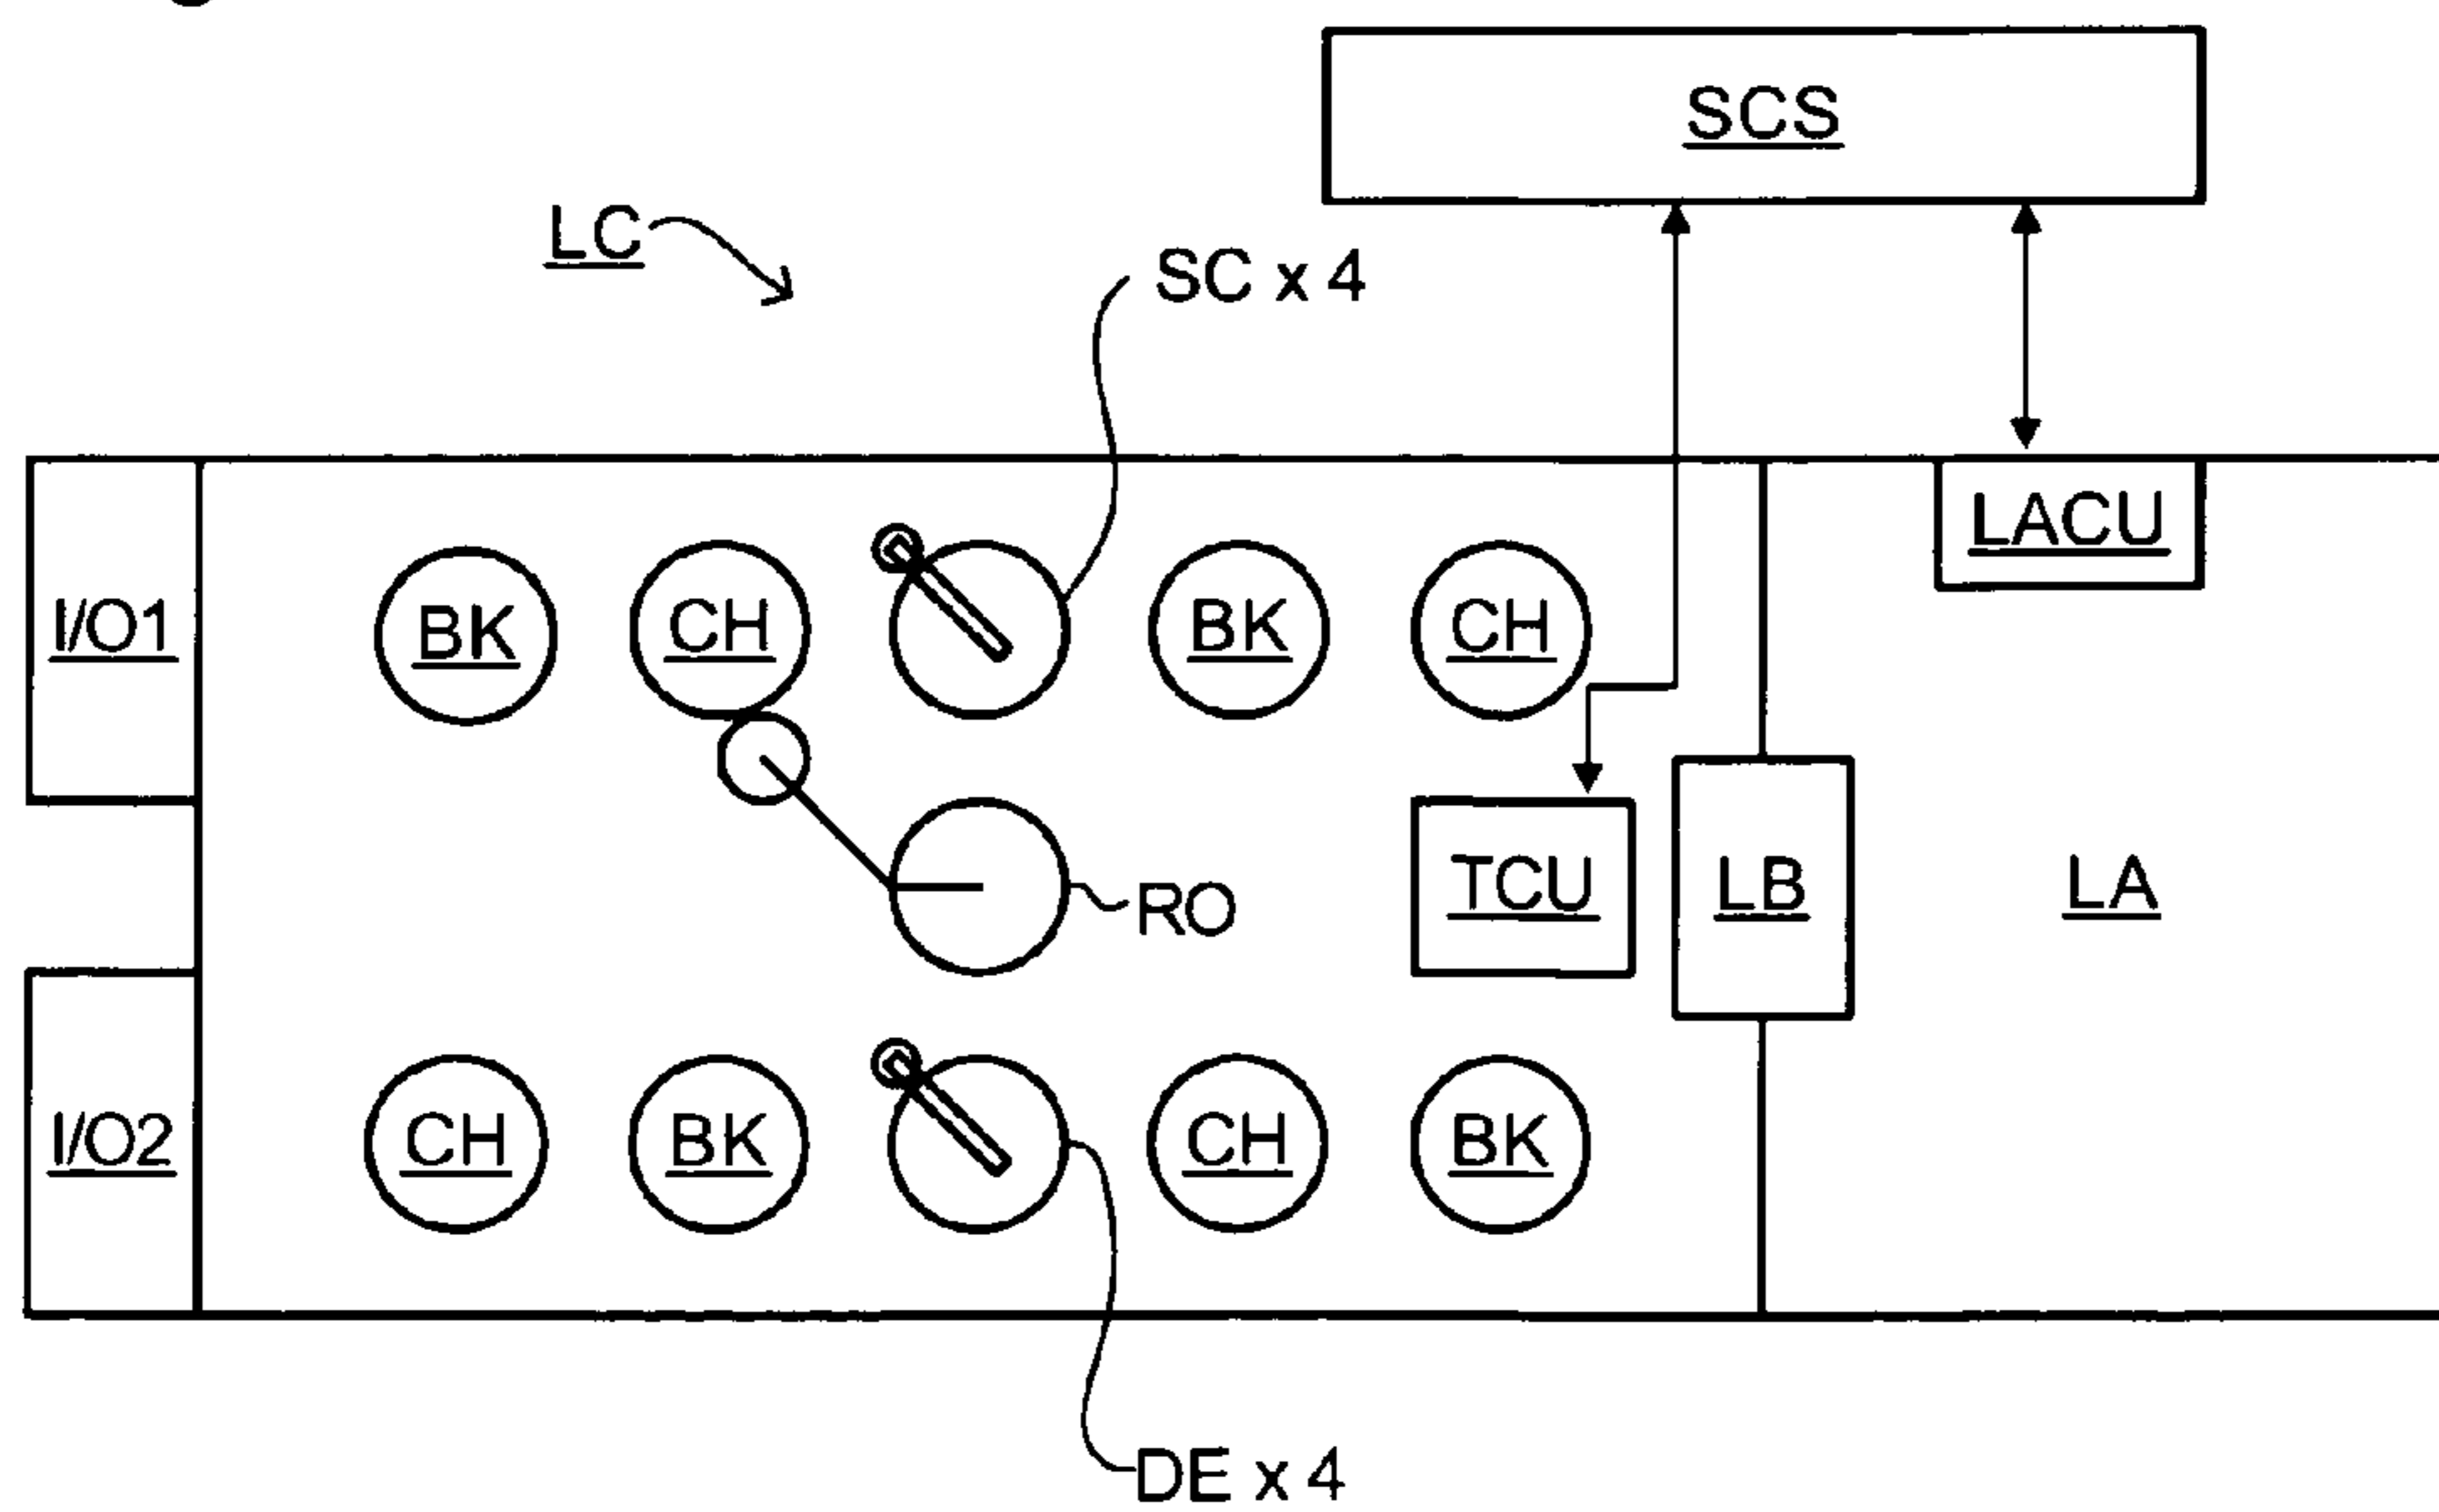 SCS
LC
SC x 4
LACU
I/O1
BK
CH
BK
CH
TCU
LB
LA
RO
I/O2
CH
BK
CH
BK
DE x 4